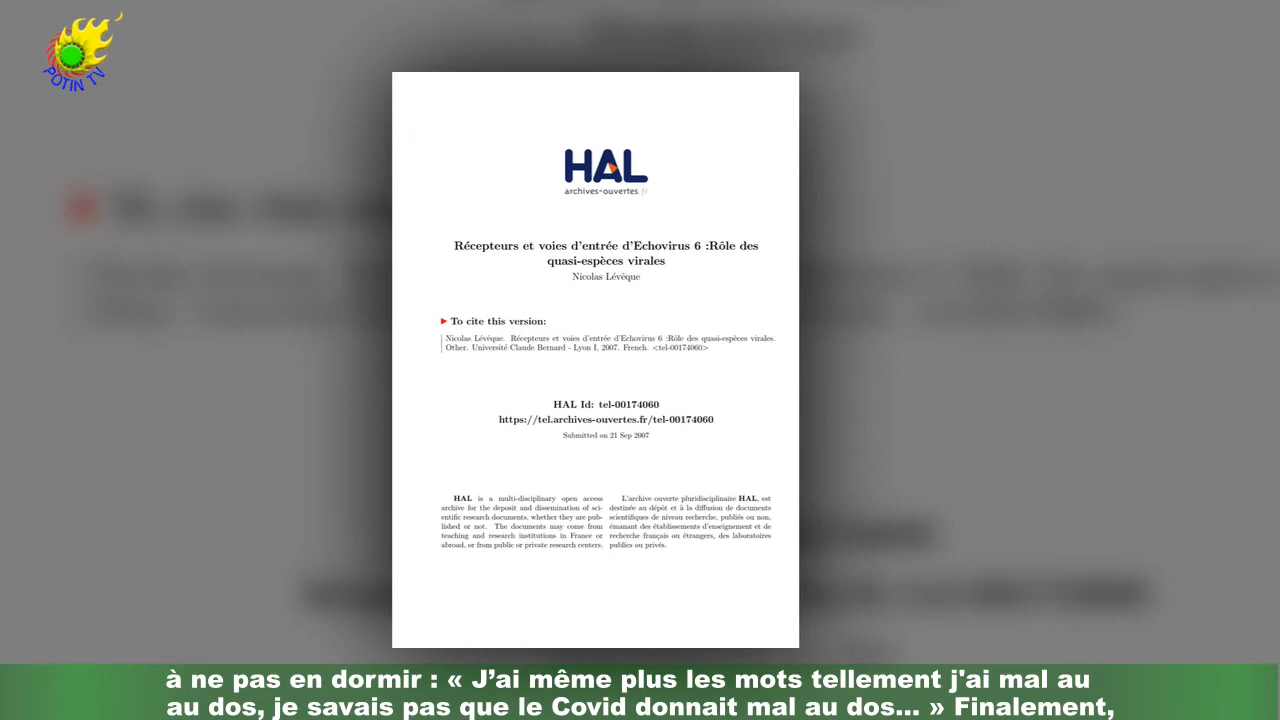 POTIN TV
HAL
archives-ouvertes.fr
Récepteurs et voies d'entrée d'Echovirus 6 :Rôle des
quasi-espèces virales
Nicolas Lévêque
► To cite this version:
Nicolas Lévêque. Récepteurs et voies d'entrée d'Echovirus 6 :Rôle des quasi-espèces virales.
Other. Université Claude Bernard - Lyon I, 2007. French. <tel-00174060>
HAL Id: tel-00174060
https://tel.archives-ouvertes.fr/tel-00174060
Submitted on 21 Sep 2007
HAL is a multi-disciplinary open access
archive for the deposit and dissemination of sci-
entific research documents, whether they are pub-
lished or not. The documents may come from
teaching and research institutions in France or
abroad, or from public or private research centers.
L'archive ouverte pluridisciplinaire HAL, est
destinée au dépôt et à la diffusion de documents
scientifiques de niveau recherche, publiés ou non,
émanant des établissements d'enseignement et de
recherche français ou étrangers, des laboratoires
publics ou privés.
à ne pas en dormir : « J’ai même plus les mots tellement j'ai mal au
au dos, je savais pas que le Covid donnait mal au dos... » Finalement,